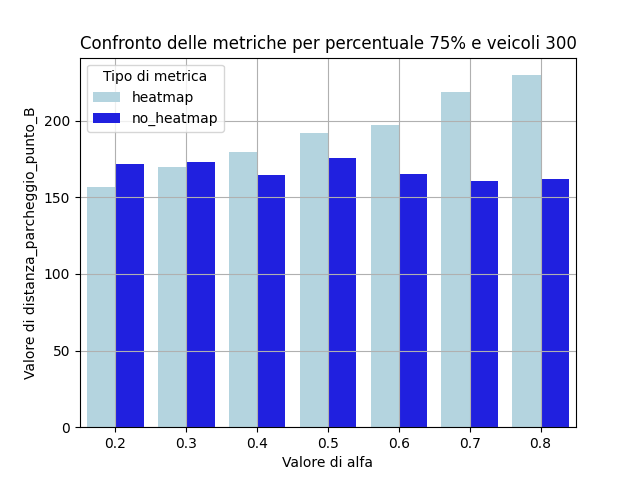 Confronto delle metriche per percentuale 75% e veicoli 300
Tipo di metrica
heatmap
no_heatmap
Valore di distanza_parcheggio_punto_B
200
150
100
50
0
0.2 0.3 0.4 0.5 0.6 0.7 0.8
Valore di alfa